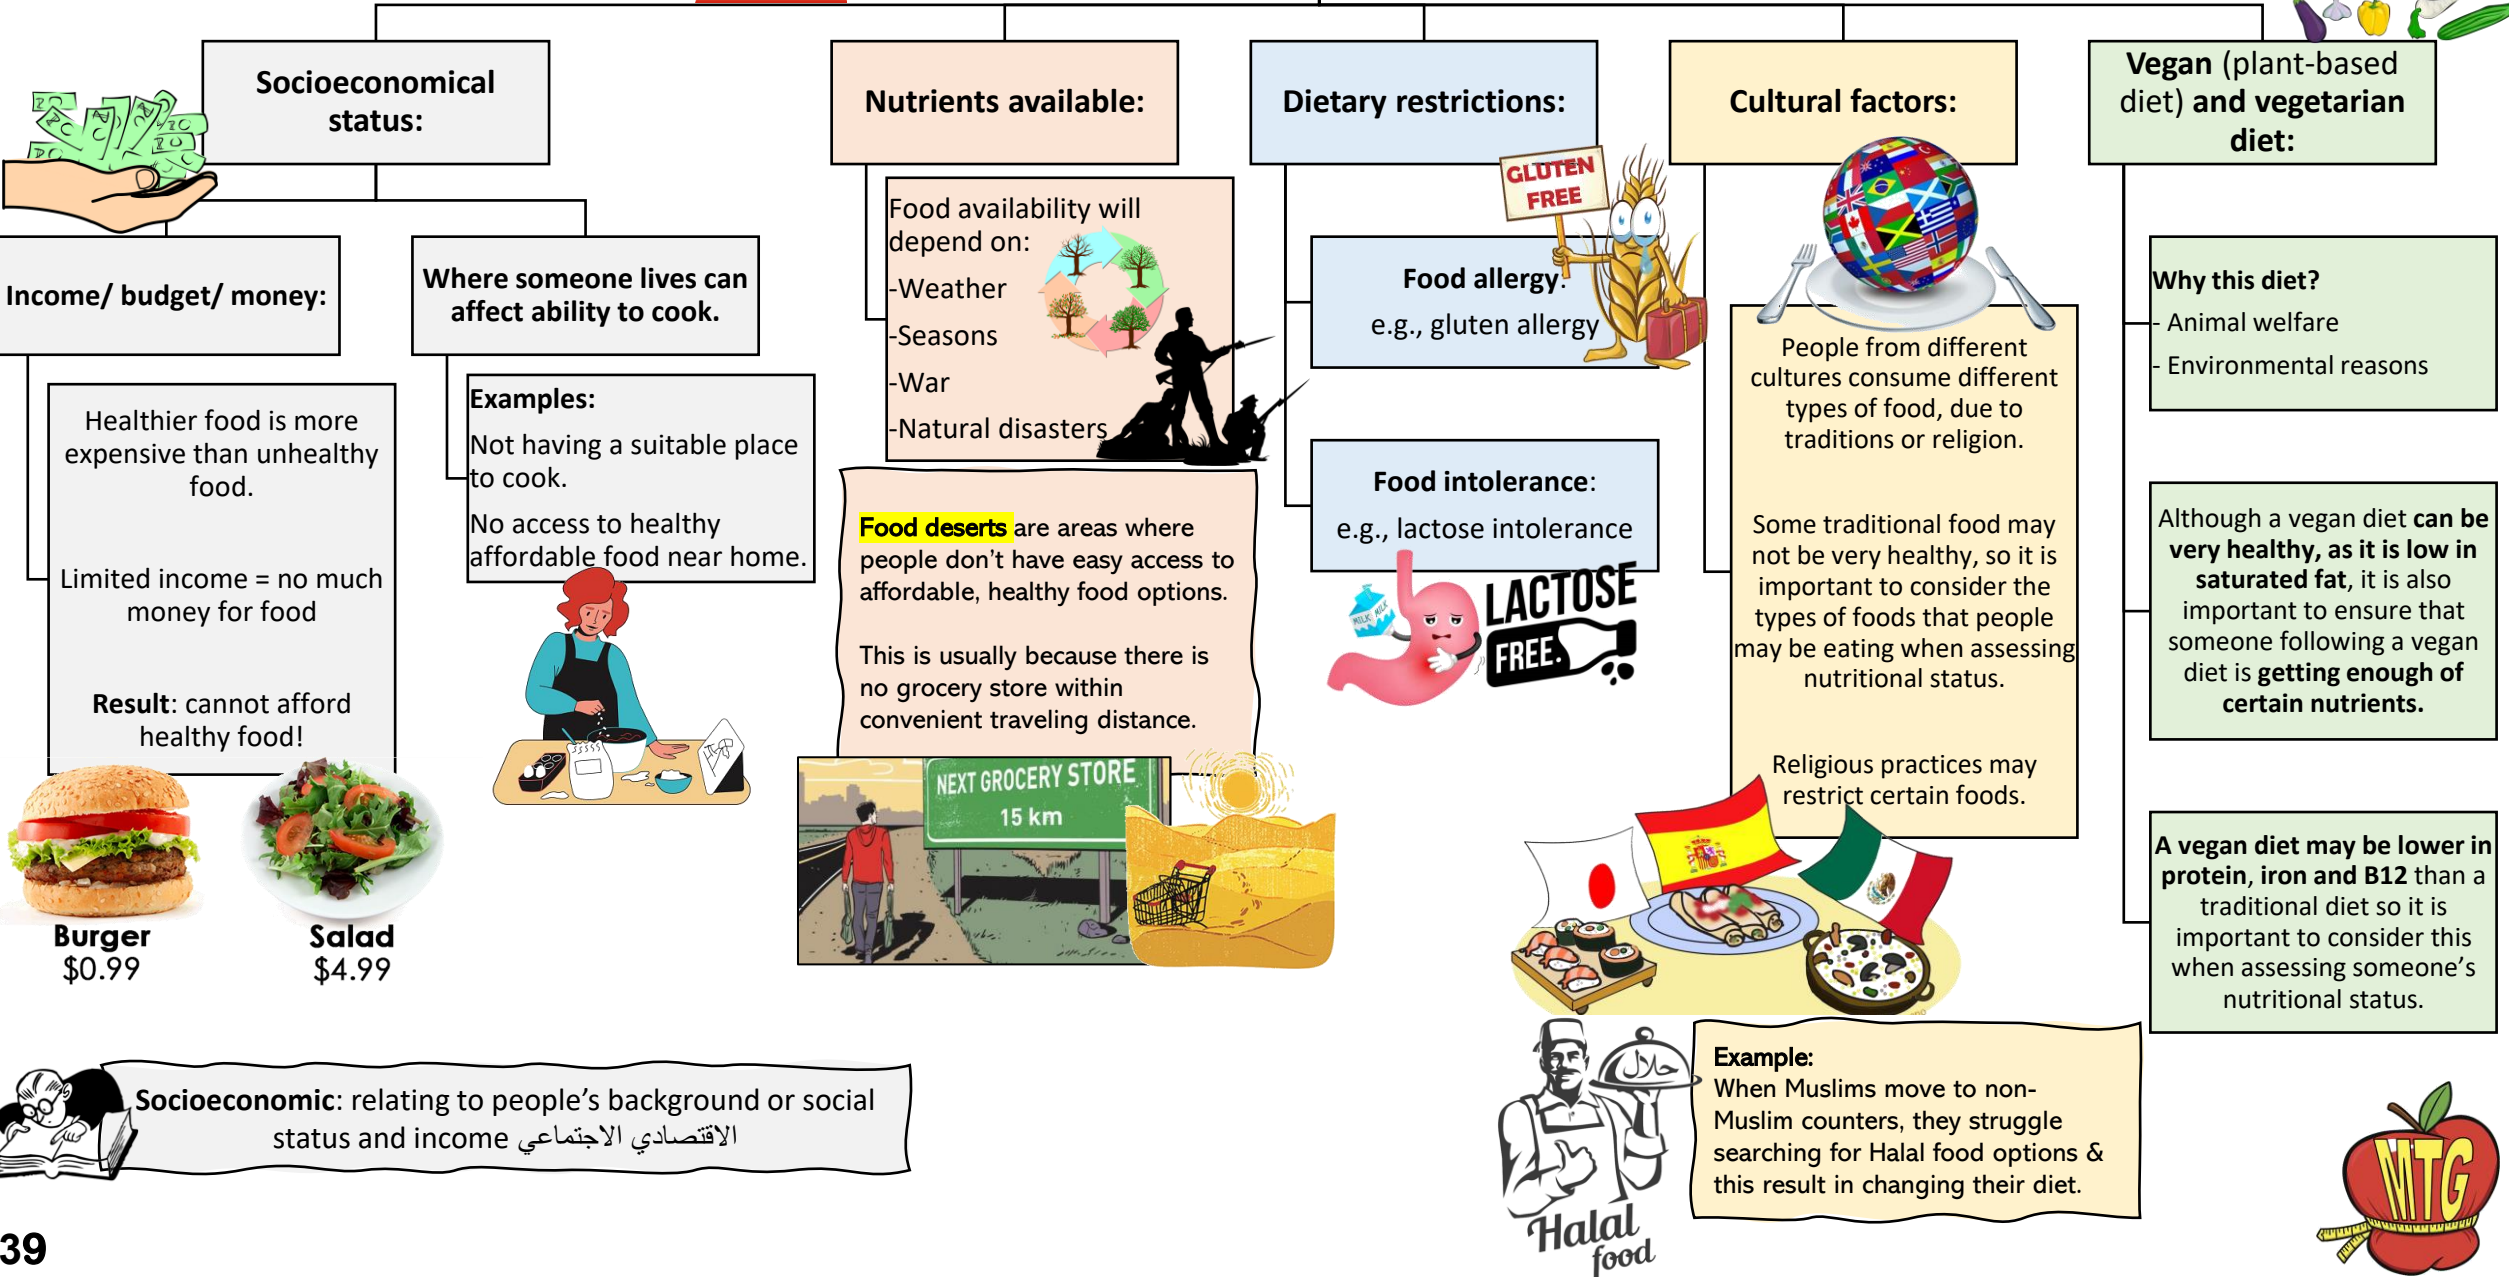 Socioeconomical
status:
Income/ budget/ money:
Healthier food is more
expensive than unhealthy
food.
Limited income = no much
money for food
Result: cannot afford
healthy food!
Burger
$0.99
Salad
$4.99
Where someone lives can
affect ability to cook.
Examples:
Not having a suitable place
to cook.
No access to healthy
affordable food near home.
Nutrients available:
Food availability will
depend on:
-Weather
-Seasons
-War
-Natural disasters
Food deserts are areas where
people don't have easy access to
affordable, healthy food options.
This is usually because there is
no grocery store within
convenient traveling distance.
NEXT GROCERY STORE
15 km
Dietary restrictions:
GLUTEN
FREE
Food allergy:
e.g., gluten allergy
Food intolerance:
e.g., lactose intolerance
MILK MILK
LACTOSE
FREE.
Cultural factors:
People from different
cultures consume different
types of food, due to
traditions or religion.
Some traditional food may
not be very healthy, so it is
important to consider the
types of foods that people
may be eating when assessing
nutritional status.
Religious practices may
restrict certain foods.
حلال
Halal
food
Example:
When Muslims move to non-
Muslim counters, they struggle
searching for Halal food options &
this result in changing their diet.
Vegan (plant-based
diet) and vegetarian
diet:
Why this diet?
- Animal welfare
- Environmental reasons
Although a vegan diet can be
very healthy, as it is low in
saturated fat, it is also
important to ensure that
someone following a vegan
diet is getting enough of
certain nutrients.
A vegan diet may be lower in
protein, iron and B12 than a
traditional diet so it is
important to consider this
when assessing someone's
nutritional status.
Socioeconomic: relating to people's background or social
status and income الاقتصادي الاجتماعي
MTG
39